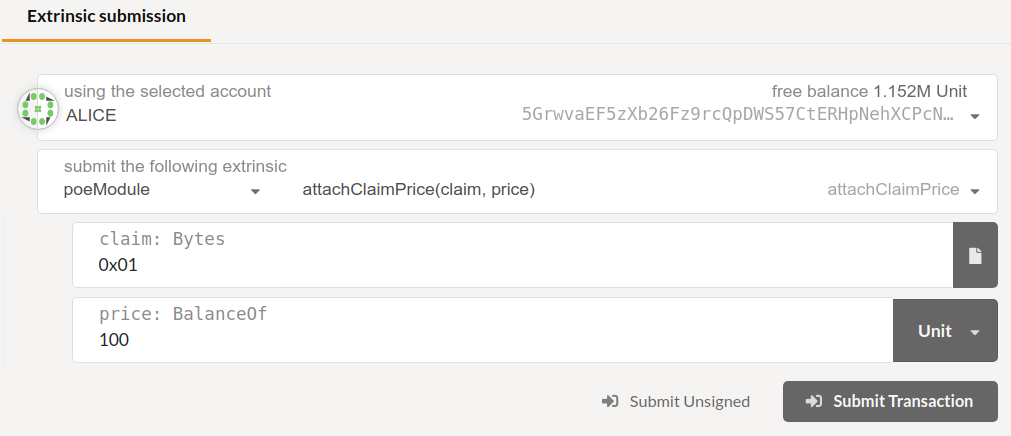 Extrinsic submission
using the selected account
free balance 1.152M Unit
ALICE
5GrwvaEF5zXb26Fz9rcQpDWS57CtERHpNehXCPcN…
submit the following extrinsic
poeModule
attachClaimPrice(claim, price)
attachClaimPrice
claim: Bytes
0x01
price: BalanceOf
100
Unit
Submit Unsigned
Submit Transaction